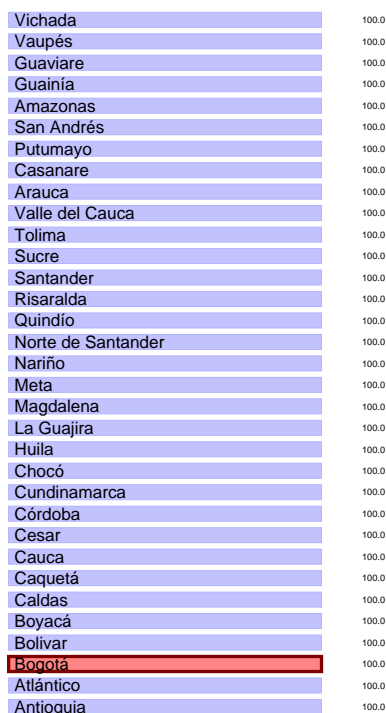 Vichada 100.0
Vaupés 100.0
Guaviare 100.0
Guainía 100.0
Amazonas 100.0
San Andrés 100.0
Putumayo 100.0
Casanare 100.0
Arauca 100.0
Valle del Cauca 100.0
Tolima 100.0
Sucre 100.0
Santander 100.0
Risaralda 100.0
Quindío 100.0
Norte de Santander 100.0
Nariño 100.0
Meta 100.0
Magdalena 100.0
La Guajira 100.0
Huila 100.0
Chocó 100.0
Cundinamarca 100.0
Córdoba 100.0
Cesar 100.0
Cauca 100.0
Caquetá 100.0
Caldas 100.0
Boyacá 100.0
Bolivar 100.0
Bogotá 100.0
Atlántico 100.0
Antioquia 100.0